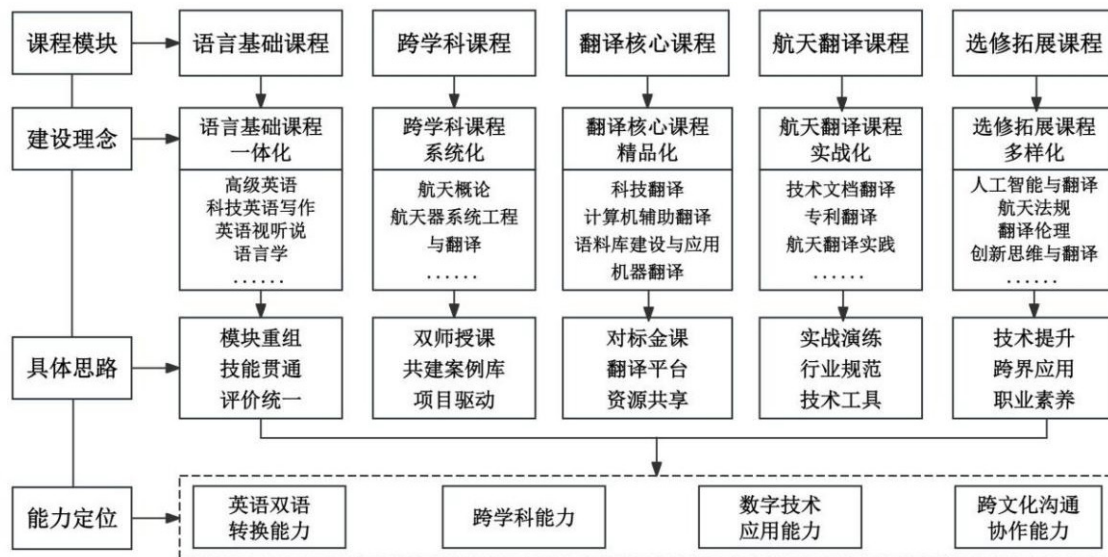 课程模块
语言基础课程
跨学科课程
翻译核心课程
航天翻译课程
选修拓展课程
建设理念
语言基础课程
一体化
高级英语
科技英语写作
英语视听说
语言学
......
跨学科课程
系统化
航天概论
航天器系统工程
与翻译
......
翻译核心课程
精品化
科技翻译
计算机辅助翻译
语料库建设与应用
机器翻译
航天翻译课程
实战化
技术文档翻译
专利翻译
航天翻译实践
......
选修拓展课程
多样化
人工智能与翻译
航天法规
翻译伦理
创新思维与翻译
......
具体思路
模块重组
技能贯通
评价统一
双师授课
共建案例库
项目驱动
对标金课
翻译平台
资源共享
实战演练
行业规范
技术工具
技术提升
跨界应用
职业素养
能力定位
英语双语
转换能力
跨学科能力
数字技术
应用能力
跨文化沟通
协作能力